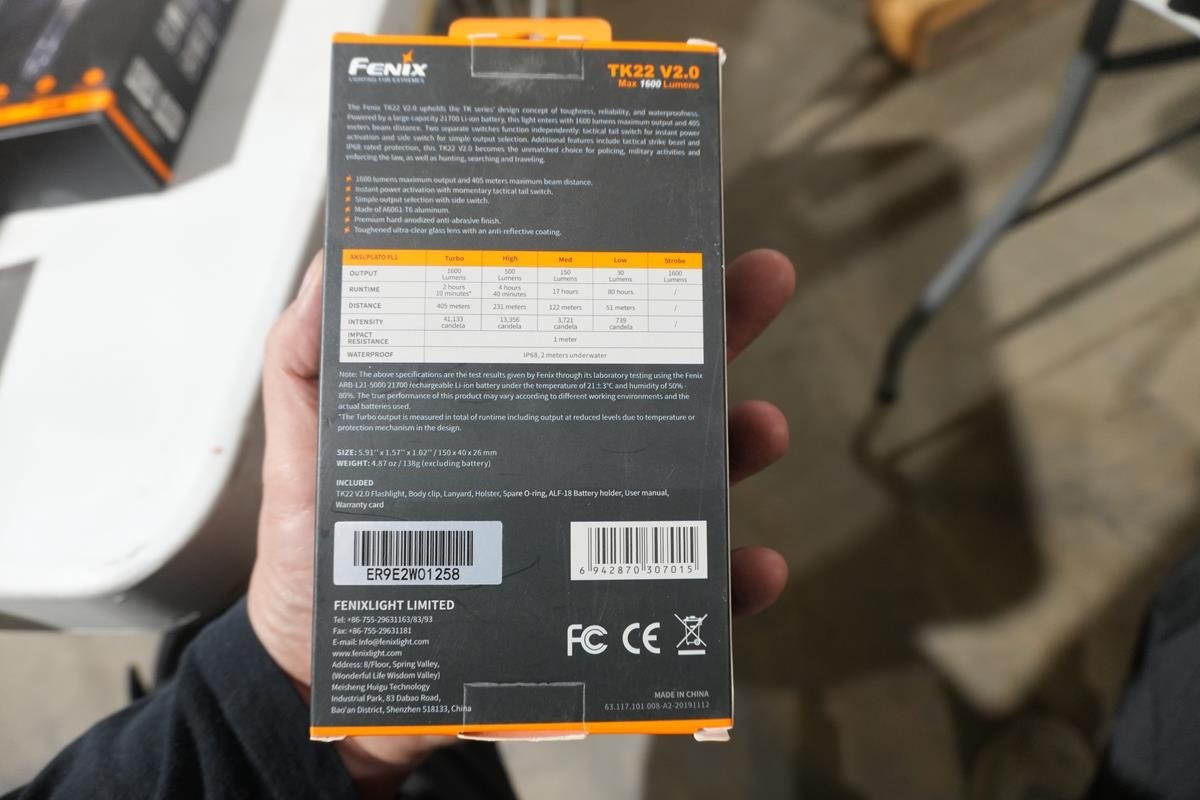 FENIX
LIGHTING FOR EXTREMES
TK22 V2.0
Max 1600 Lumens
The Fenix TK22 V2.0 upholds the TK series' design concept of toughness, reliability, and waterproofness.
Powered by a large capacity 21700 Li-ion battery, this light enters with 1600 lumens maximum output and 405
meters beam distance. Two separate switches function independently: tactical tail switch for instant power
activation and side switch for simple output selection. Additional features include tactical strike bezel and
IP68 rated protection, this TK22 V2.0 becomes the unmatched choice for policing, military activities and
enforcing the law, as well as hunting, searching and traveling.
1600 lumens maximum output and 405 meters maximum beam distance.
Instant power activation with momentary tactical tail switch.
Simple output selection with side switch.
Made of A6061-T6 aluminum.
Premium hard-anodized anti-abrasive finish.
Toughened ultra-clear glass lens with an anti-reflective coating.
ANSI/PLATO FL1 Turbo High Med Low Strobe
OUTPUT 1600 Lumens 500 Lumens 150 Lumens 30 Lumens 1600 Lumens
RUNTIME 2 hours 10 minutes* 4 hours 40 minutes 17 hours 80 hours /
DISTANCE 405 meters 231 meters 122 meters 51 meters /
INTENSITY 41,133 candela 13,356 candela 3,721 candela 739 candela /
IMPACT RESISTANCE 1 meter
WATERPROOF IP68, 2 meters underwater
Note: The above specifications are the test results given by Fenix through its laboratory testing using the Fenix
ARB-L21-5000 21700 rechargeable Li-ion battery under the temperature of 21±3°C and humidity of 50% -
80%. The true performance of this product may vary according to different working environments and the
actual batteries used.
*The Turbo output is measured in total of runtime including output at reduced levels due to temperature or
protection mechanism in the design.
SIZE: 5.91'' x 1.57'' x 1.02'' / 150 x 40 x 26 mm
WEIGHT: 4.87 oz / 138g (excluding battery)
INCLUDED
TK22 V2.0 Flashlight, Body clip, Lanyard, Holster, Spare O-ring, ALF-18 Battery holder, User manual,
Warranty card
ER9E2W01258
6 942870 307015
FENIXLIGHT LIMITED
Tel: +86-755-29631163/83/93
Fax: +86-755-29631181
E-mail: Info@fenixlight.com
www.fenixlight.com
Address: 8/Floor, Spring Valley,
(Wonderful Life Wisdom Valley)
Meisheng Huigu Technology
Industrial Park, 83 Dabao Road,
Bao'an District, Shenzhen 518133, China
FC CE
MADE IN CHINA
63.117.101.008-A2-20191112